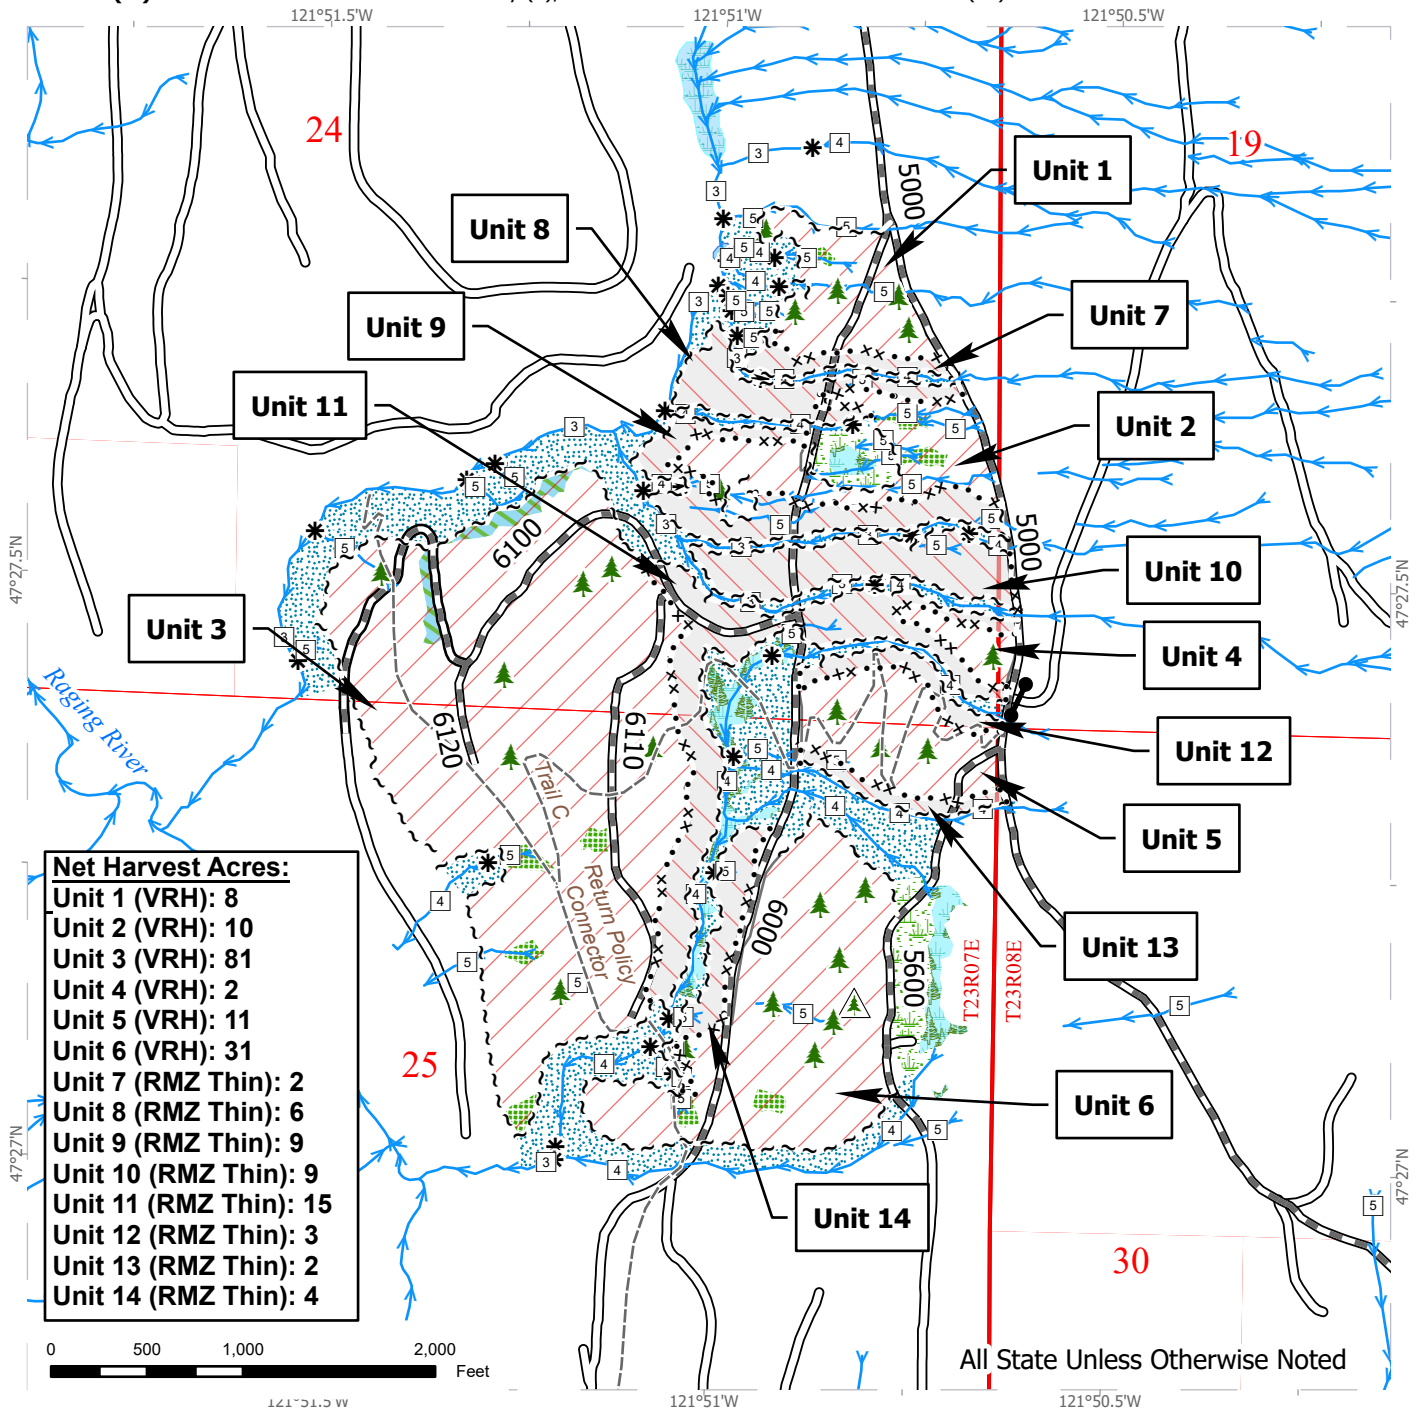 121°51.5'W
121°51'W
121°50.5'W
24
19
Unit 1
5000
Unit 8
Unit 7
Unit 9
Unit 11
Unit 2
6100
5000
47°27.5'N
47°27.5'N
Unit 10
Unit 3
Unit 4
Raging River
6120
6110
Unit 12
Trail C
Unit 5
Return Policy
Connector
6000
Unit 13
5600
T23R07E
T23R08E
25
Unit 6
Unit 14
30
47°27'N
47°27'N
Net Harvest Acres:
Unit 1 (VRH): 8
Unit 2 (VRH): 10
Unit 3 (VRH): 81
Unit 4 (VRH): 2
Unit 5 (VRH): 11
Unit 6 (VRH): 31
Unit 7 (RMZ Thin): 2
Unit 8 (RMZ Thin): 6
Unit 9 (RMZ Thin): 9
Unit 10 (RMZ Thin): 9
Unit 11 (RMZ Thin): 15
Unit 12 (RMZ Thin): 3
Unit 13 (RMZ Thin): 2
Unit 14 (RMZ Thin): 4
0 500 1,000 2,000
Feet
All State Unless Otherwise Noted
121°51.5'W
121°51'W
121°50.5'W